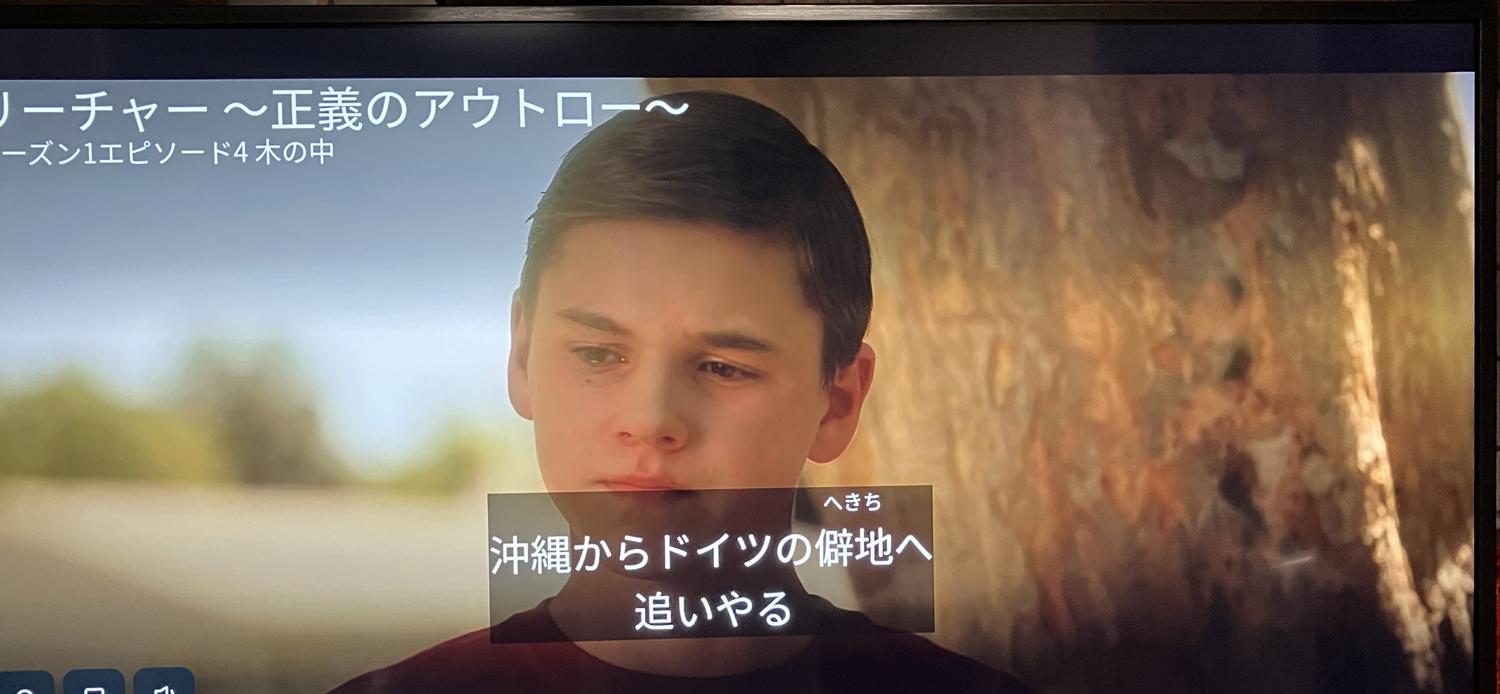 リーチャー ～正義のアウトロー～
ーズン1エピソード4 木の中
へきち
沖縄からドイツの僻地へ
追いやる